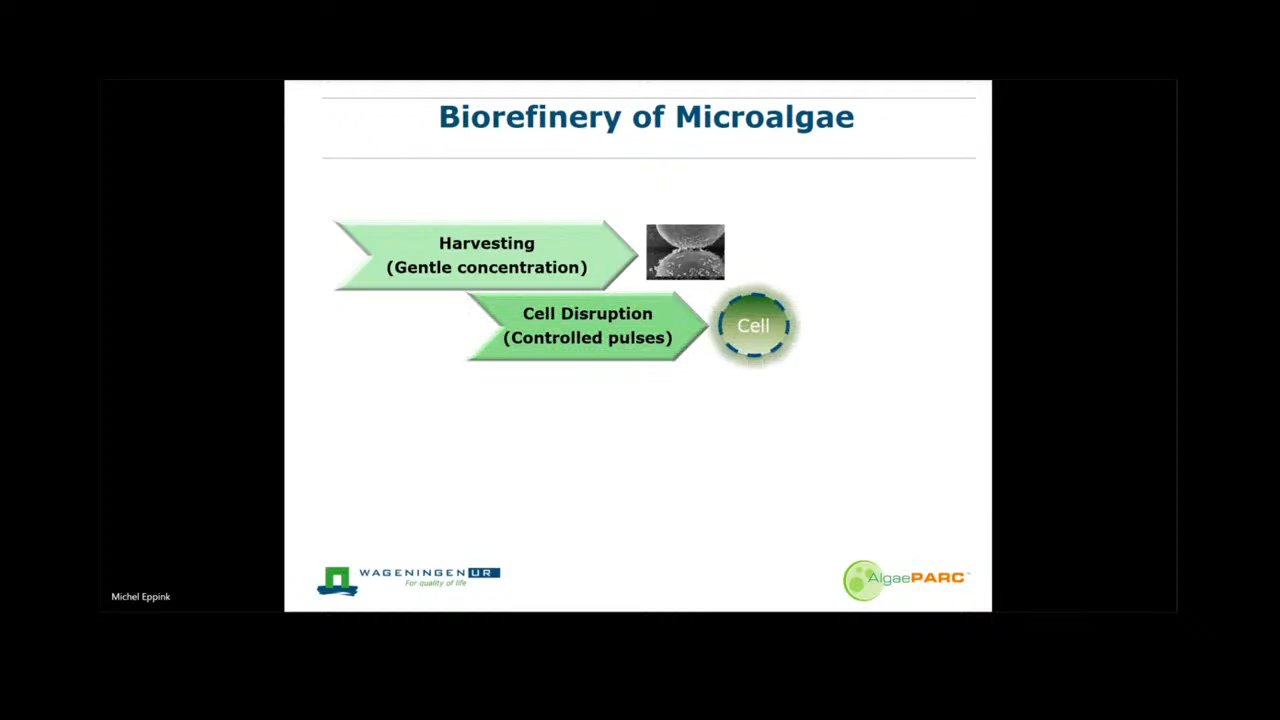 Biorefinery of Microalgae
Harvesting
(Gentle concentration)
Cell Disruption
(Controlled pulses)
Cell
WAGENINGEN UR
For quality of life
AlgaePARC™
Michel Eppink